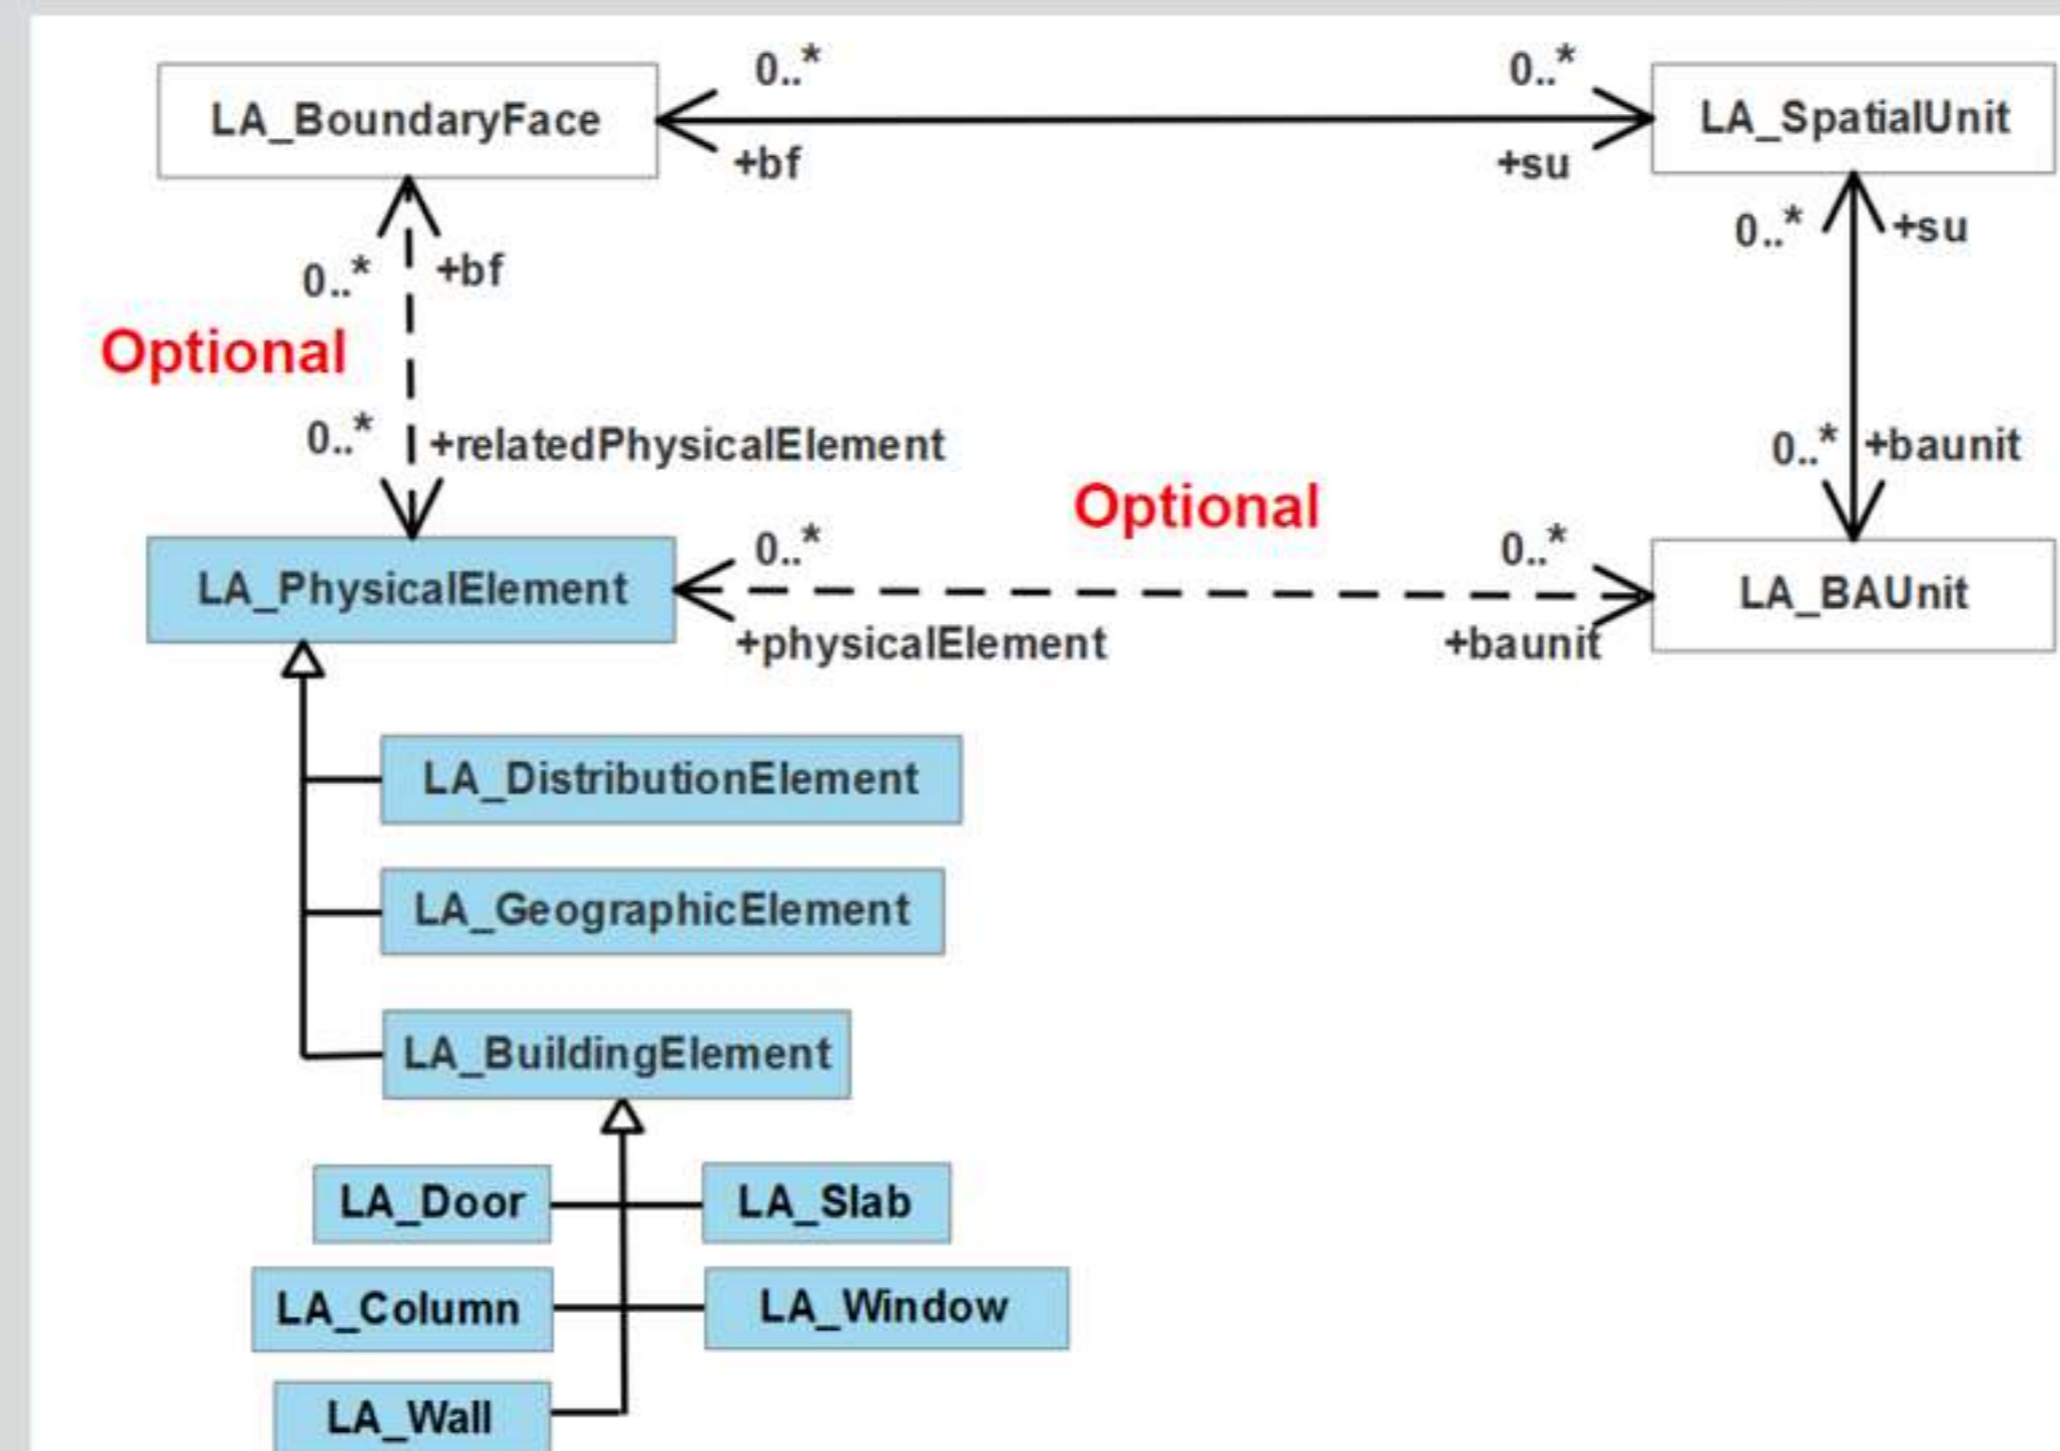 0..*
0..*
LA_BoundaryFace
LA_SpatialUnit
+bf
+su
0..*
+su
0..*
+bf
Optional
0..*
+relatedPhysicalElement
0..*
+baunit
Optional
0..*
0..*
LA_PhysicalElement
LA_BAUnit
+physicalElement
+baunit
LA_DistributionElement
LA_GeographicElement
LA_BuildingElement
LA_Door
LA_Slab
LA_Column
LA_Window
LA_Wall